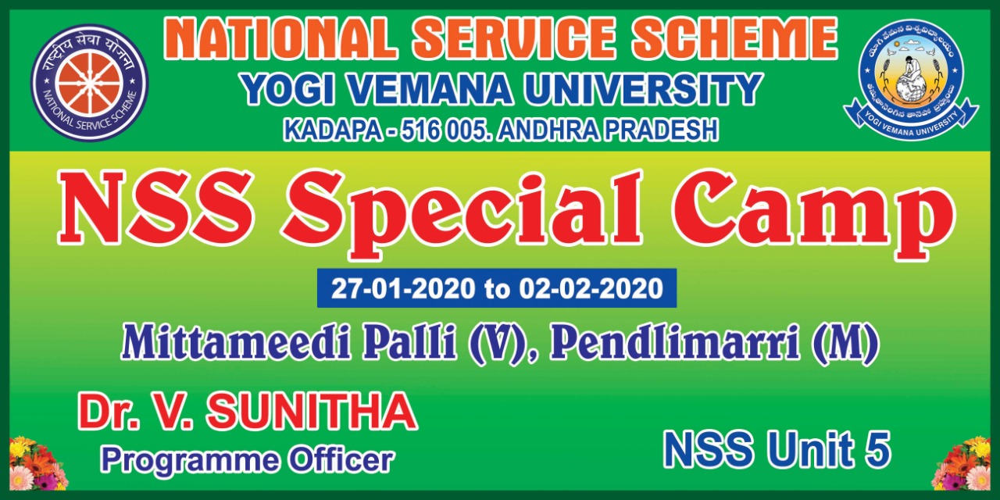 NATIONAL SERVICE SCHEME
YOGI VEMANA UNIVERSITY
KADAPA - 516 005. ANDHRA PRADESH
राष्ट्रीय सेवा योजना
NATIONAL SERVICE SCHEME
యోగి వేమన విశ్వవిద్యాలయం
YOGI VEMANA UNIVERSITY
NSS Special Camp
27-01-2020 to 02-02-2020
Mittameedi Palli (V), Pendlimarri (M)
Dr. V. SUNITHA
Programme Officer
NSS Unit 5